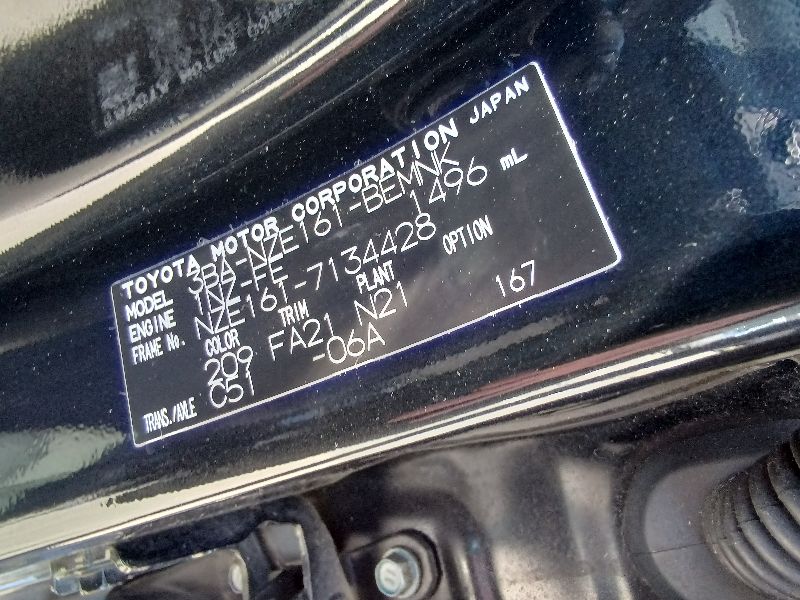 TOYOTA MOTOR CORPORATION JAPAN
MODEL 3BA-NZE161-BEMNK
ENGINE 1NZ-FE 1496 mL
FRAME No. NZE161-7134428
COLOR TRIM PLANT OPTION
209 FA21 N21
TRANS./AXLE C51 -06A 167